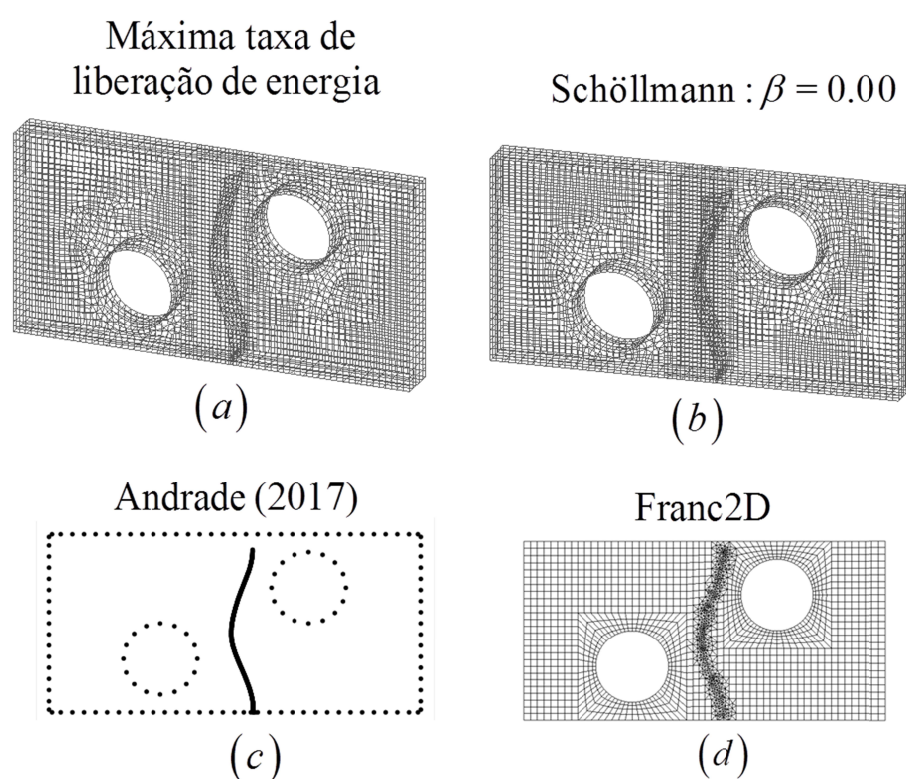 Máxima taxa de
liberação de energia
Schöllmann : β = 0.00
(a)
(b)
Andrade (2017)
Franc2D
(c)
(d)